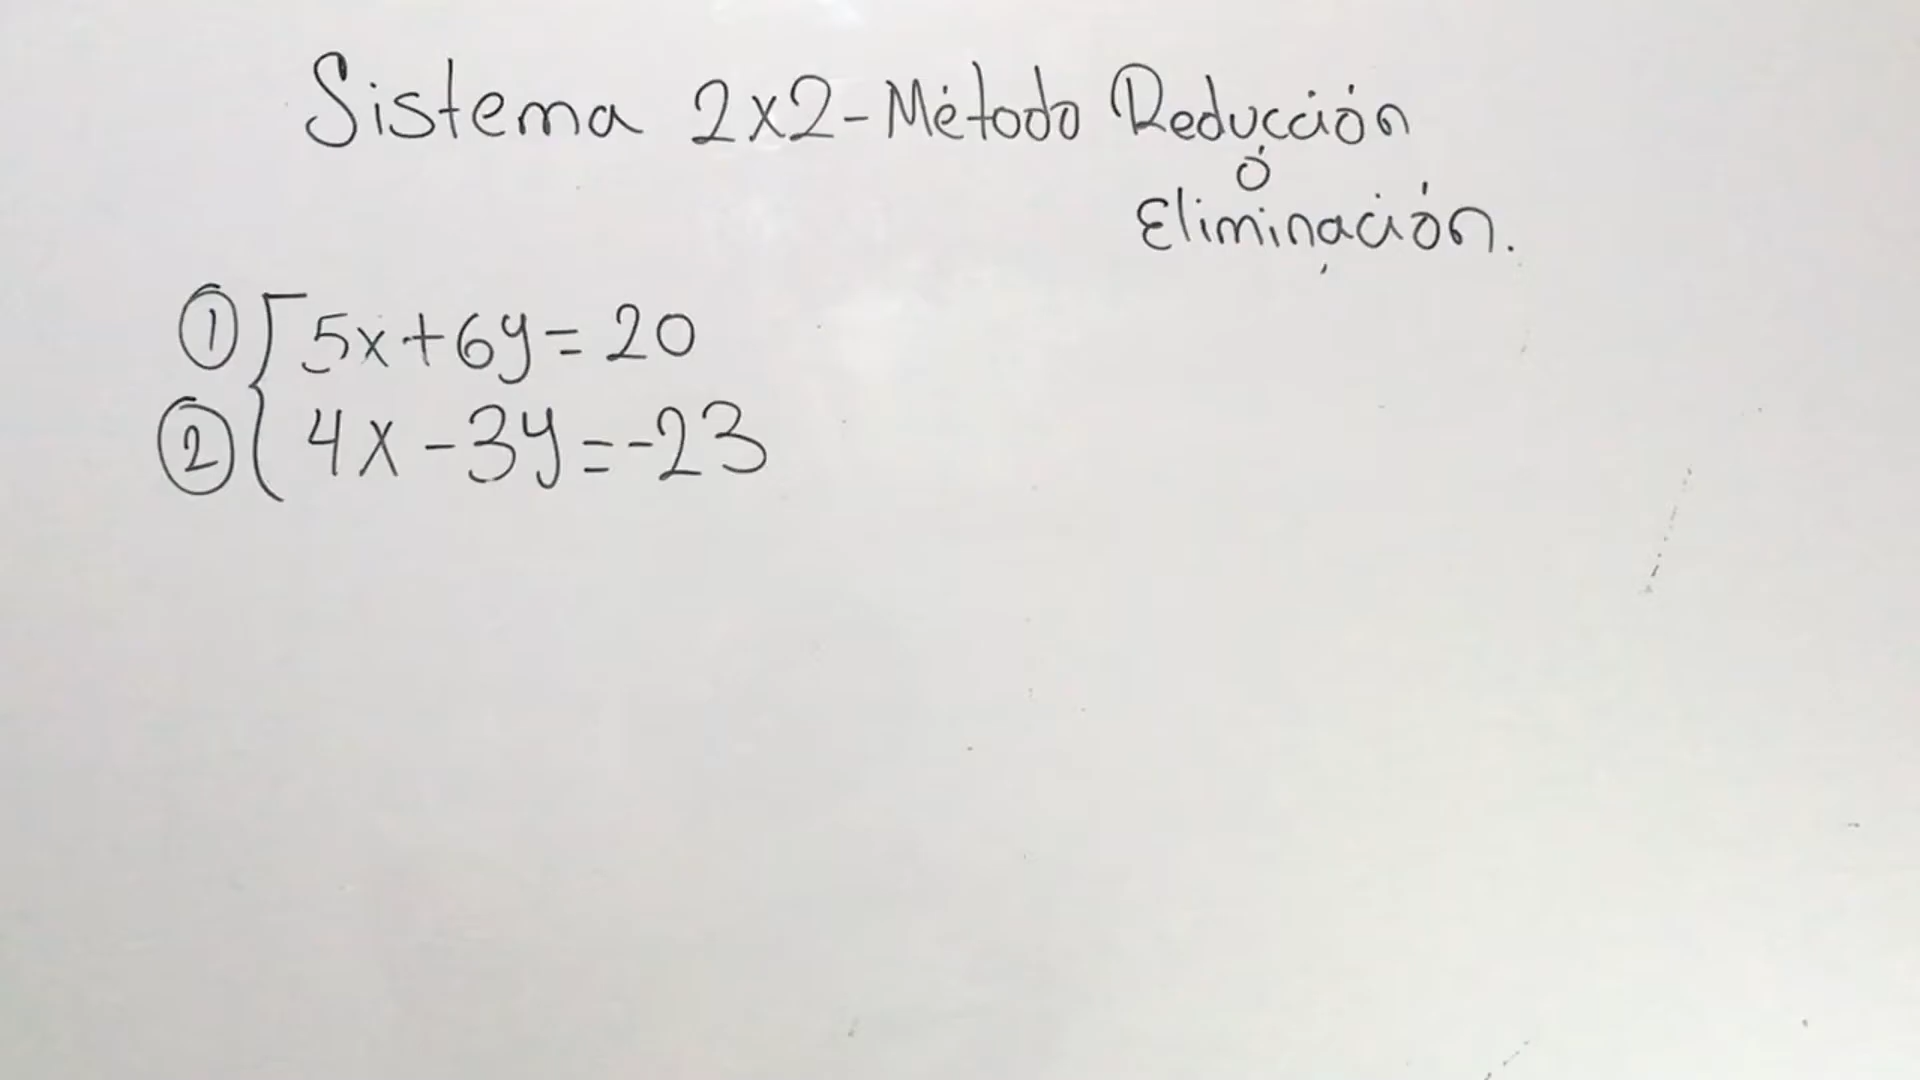 Sistema 2x2-Método Reducción
ó
Eliminación.
① 5x+6y=20
② 4x-3y=-23